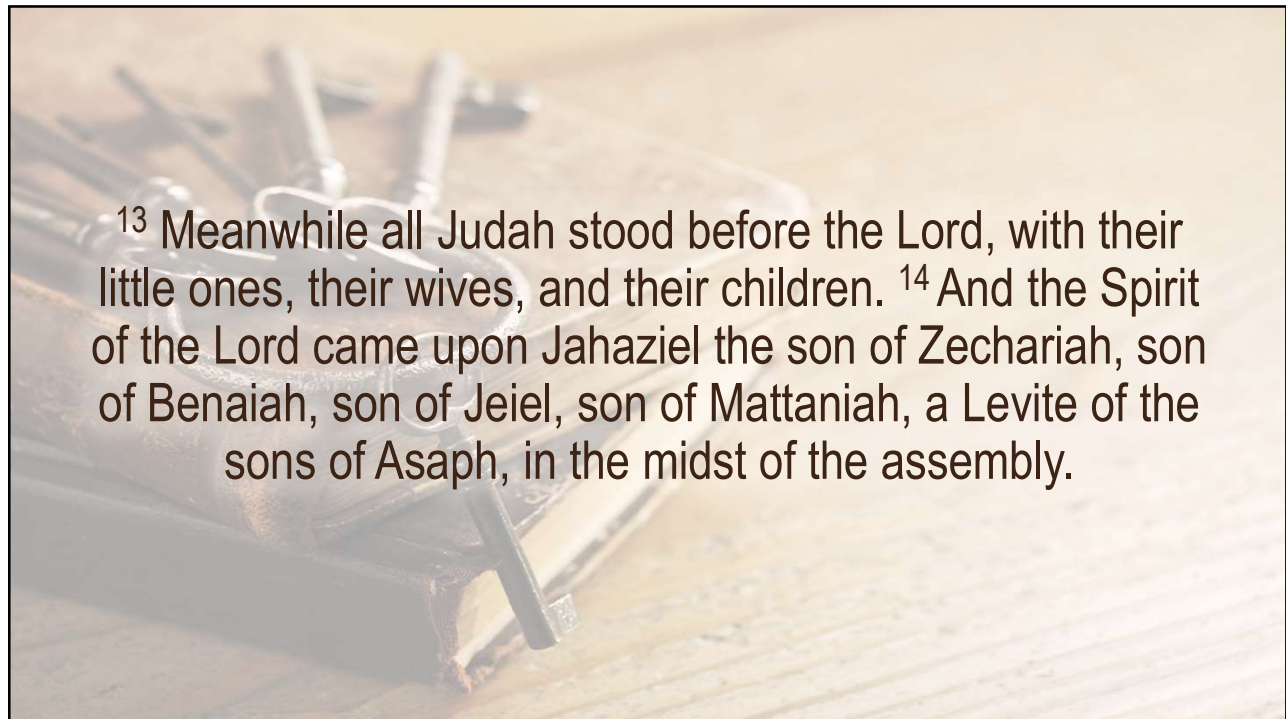 ¹³ Meanwhile all Judah stood before the Lord, with their
little ones, their wives, and their children. ¹⁴ And the Spirit
of the Lord came upon Jahaziel the son of Zechariah, son
of Benaiah, son of Jeiel, son of Mattaniah, a Levite of the
sons of Asaph, in the midst of the assembly.